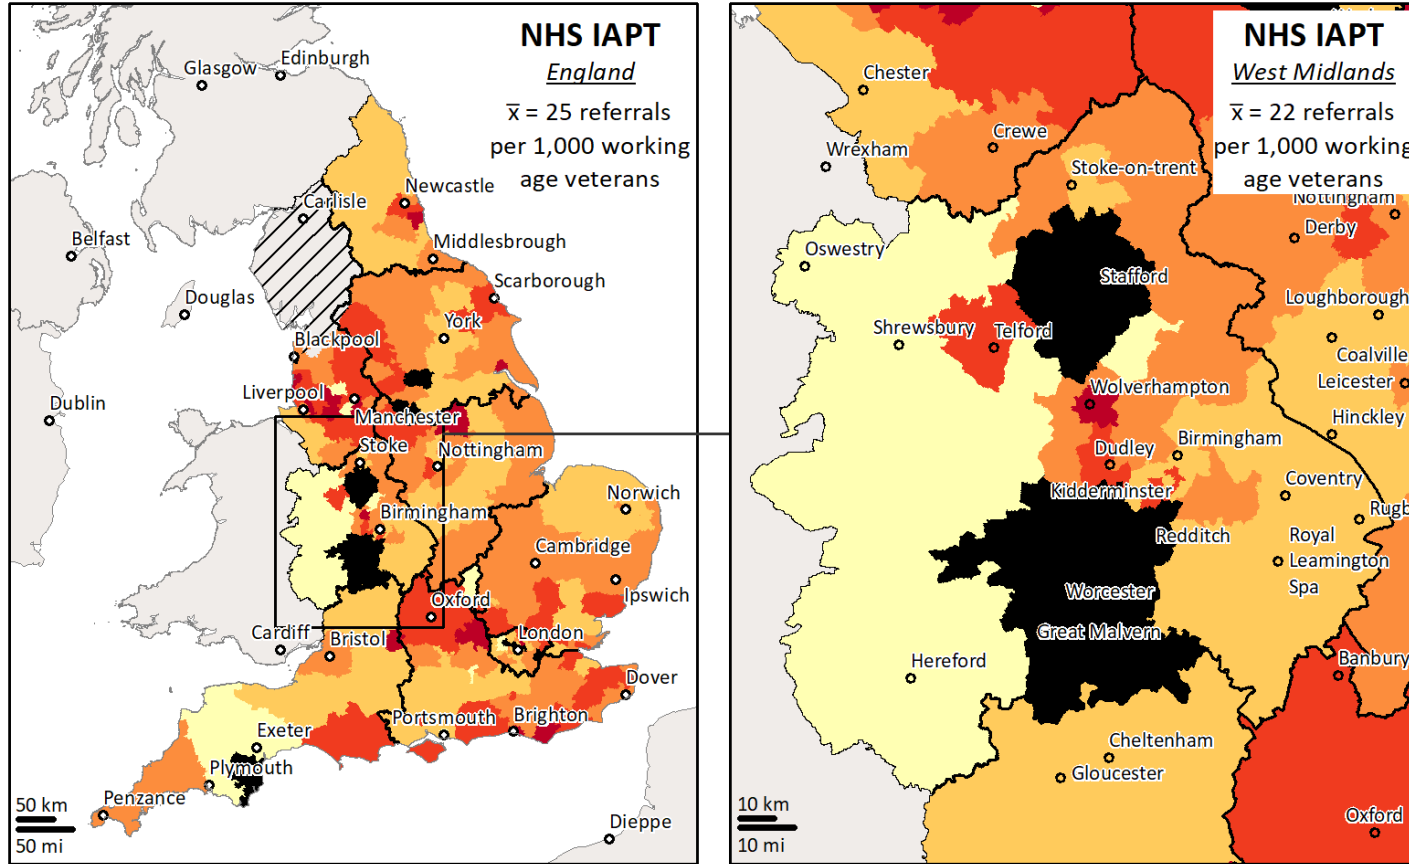 NHS IAPT
England
x̅ = 25 referrals
per 1,000 working
age veterans
Glasgow
Edinburgh
Carlisle
Newcastle
Belfast
Middlesbrough
Scarborough
Douglas
York
Blackpool
Liverpool
Dublin
Manchester
Stoke
Nottingham
Norwich
Birmingham
Cambridge
Ipswich
Oxford
Cardiff
Bristol
London
Dover
Portsmouth
Brighton
Exeter
Plymouth
Penzance
Dieppe
50 km
50 mi
NHS IAPT
West Midlands
x̅ = 22 referrals
per 1,000 working
age veterans
Chester
Crewe
Wrexham
Stoke-on-trent
Nottingham
Derby
Oswestry
Stafford
Loughborough
Shrewsbury
Telford
Coalville
Leicester
Wolverhampton
Hinckley
Dudley
Birmingham
Coventry
Kidderminster
Rugb
Redditch
Royal
Leamington
Spa
Worcester
Great Malvern
Hereford
Banbury
Cheltenham
Gloucester
Oxford
10 km
10 mi